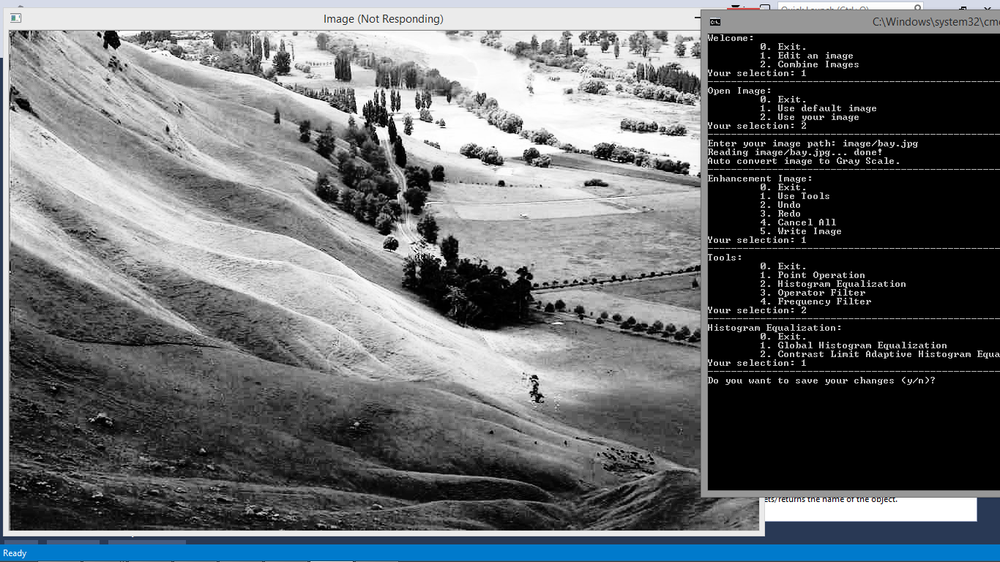 Quick Launch (Ctrl+Q)
Image (Not Responding)
C:\Windows\system32\cm
Welcome:
0. Exit.
1. Edit an image
2. Combine Images
Your selection: 1
Open Image:
0. Exit.
1. Use default image
2. Use your image
Your selection: 2
Enter your image path: image/bay.jpg
Reading image/bay.jpg... done!
Auto convert image to Gray Scale.
Enhancement Image:
0. Exit.
1. Use Tools
2. Undo
3. Redo
4. Cancel All
5. Write Image
Your selection: 1
Tools:
0. Exit.
1. Point Operation
2. Histogram Equalization
3. Operator Filter
4. Frequency Filter
Your selection: 2
Histogram Equalization:
0. Exit.
1. Global Histogram Equalization
2. Contrast Limit Adaptive Histogram Equa
Your selection: 1
Do you want to save your changes (y/n)?
ets/returns the name of the object.
Ready